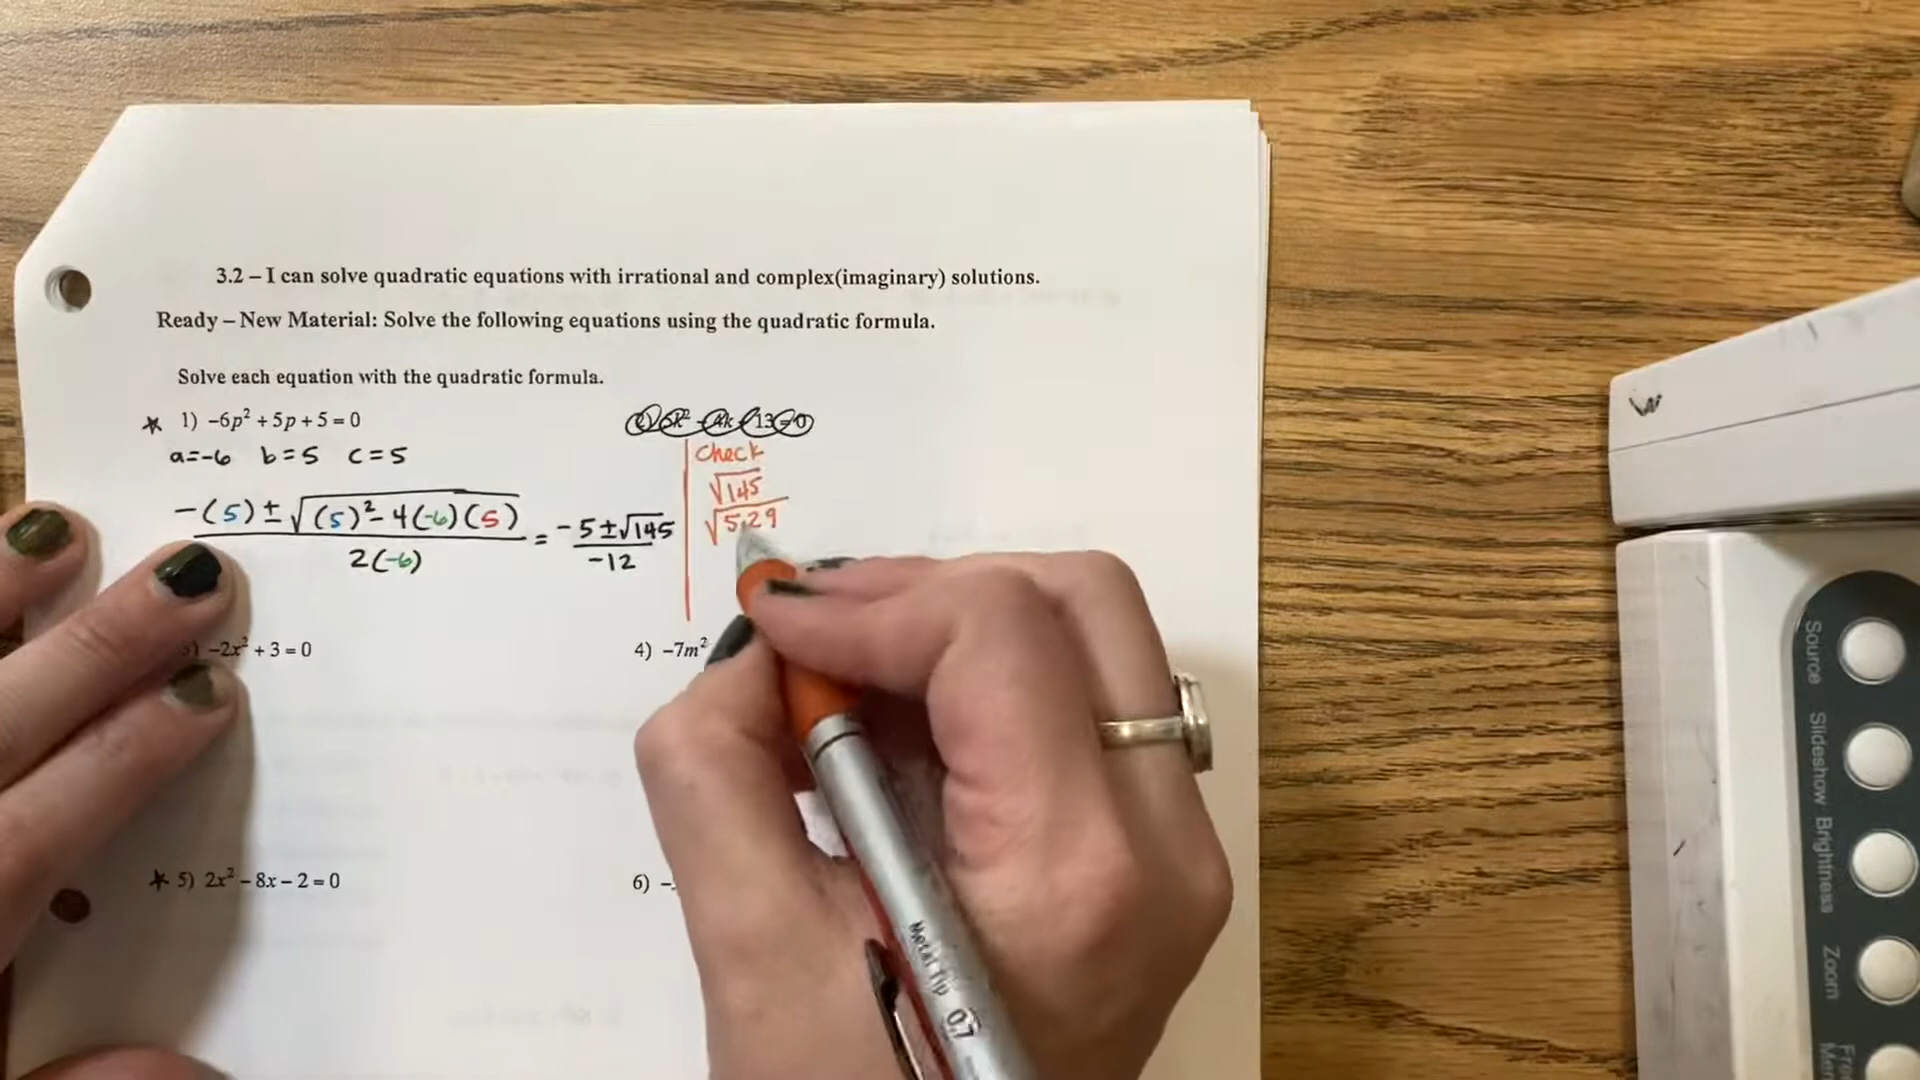 3.2 – I can solve quadratic equations with irrational and complex(imaginary) solutions.
Ready – New Material: Solve the following equations using the quadratic formula.
Solve each equation with the quadratic formula.
1) −6p² + 5p + 5 = 0
a=-6 b=5 c=5
-(5) ± √((5)² - 4(-6)(5)) / 2(-6) = -5 ± √145 / -12
Check
√145
√5·29
3) −2x² + 3 = 0
4) −7m²
5) 2x² − 8x − 2 = 0
6) −
Source
Slideshow
Brightness
Zoom
Metal Tip 0.7